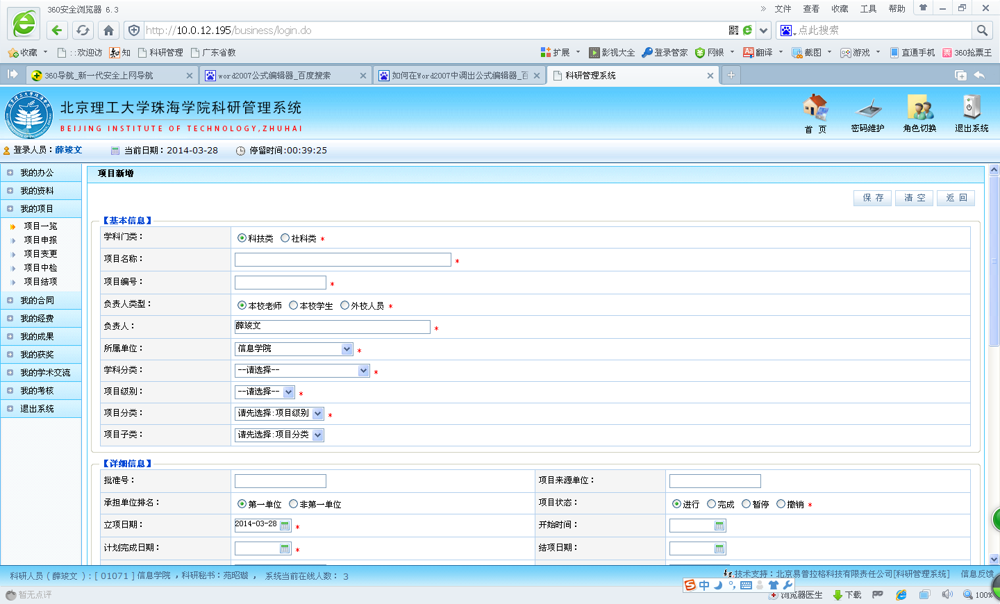 360安全浏览器 6.3
» 文件 查看 收藏 工具 帮助
http://10.0.12.195/business/login.do
点此搜索
收藏 ::欢迎访 知 科研管理 广东省教
扩展 影视大全 登录管家 网银 翻译 截图 游戏 直通手机 360抢票王
360导航_新一代安全上网导航
word2007公式编辑器_百度搜索
如何在Word2007中调出公式编辑器_百
科研管理系统
北京理工大学珠海学院科研管理系统
BEIJING INSTITUTE OF TECHNOLOGY,ZHUHAI
首 页 密码维护 角色切换 退出系统
登录人员：薛竣文 当前日期：2014-03-28 停留时间:00:39:25
我的办公
我的资料
我的项目
项目一览
项目申报
项目变更
项目中检
项目结项
我的合同
我的经费
我的成果
我的获奖
我的学术交流
我的考核
退出系统
项目新增
保 存 清 空 返 回
【基本信息】
学科门类： 科技类 社科类 *
项目名称： *
项目编号： *
负责人类型： 本校老师 本校学生 外校人员 *
负责人： 薛竣文 *
所属单位： 信息学院 *
学科分类： --请选择-- *
项目级别： --请选择-- *
项目分类： 请先选择:项目级别 *
项目子类： 请先选择:项目分类
【详细信息】
批准号： 项目来源单位：
承担单位排名： 第一单位 非第一单位 项目状态： 进行 完成 暂停 撤销 *
立项日期： 2014-03-28 * 开始时间：
计划完成日期： * 结项日期：
科研人员（薛竣文）：[ 01071 ] 信息学院 ，科研秘书：苑昭璇 ， 系统当前在线人数： 3
技术支持：北京易普拉格科技有限责任公司[科研管理系统] 信息反馈
中
暂无点评
浏览器医生 下载 100%